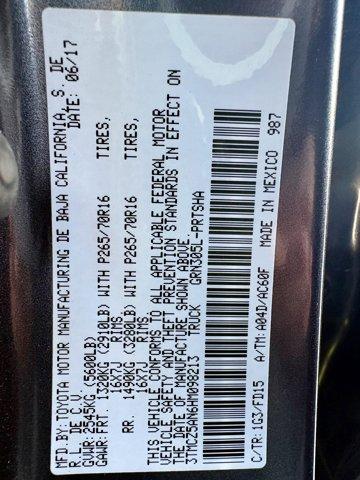 MFD.BY:TOYOTA MOTOR MANUFACTURING DE BAJA CALIFORNIA S. DE
R.L. DE C.V. DATE: 06/17
GVWR:2545KG (5600LB)
GAWR:FRT. 1320KG (2910LB) WITH P265/70R16 TIRES,
16X7J RIMS,
RR. 1490KG (3280LB) WITH P265/70R16 TIRES,
16X7J RIMS,
THIS VEHICLE CONFORMS TO ALL APPLICABLE FEDERAL MOTOR
VEHICLE SAFETY AND THEFT PREVENTION STANDARDS IN EFFECT ON
THE DATE OF MANUFACTURE SHOWN ABOVE.
3TMCZ5AN6HM098213 TRUCK GRN305L-PRTSHA
C/TR:1G3/FD15 A/TM: A04D/AC60F MADE IN MEXICO 987